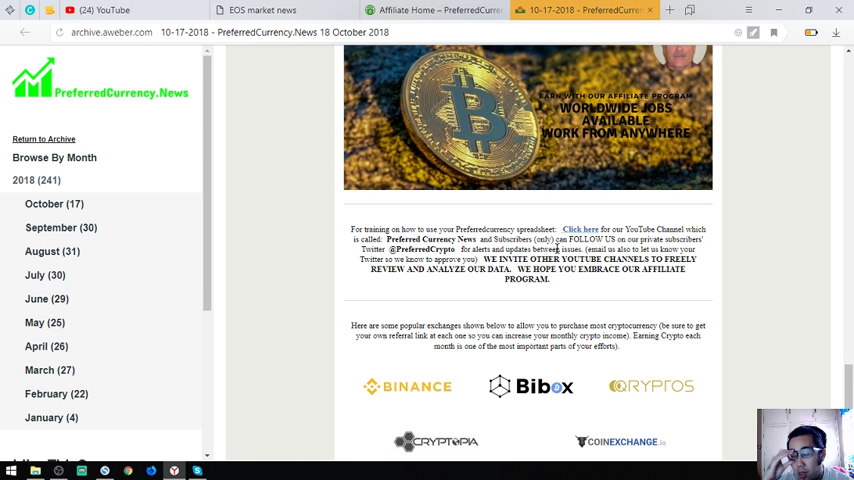 (24) YouTube
EOS market news
Affiliate Home – PreferredCurren
10-17-2018 - PreferredCurren
archive.aweber.com 10-17-2018 - PreferredCurrency.News 18 October 2018
PreferredCurrency.News
Return to Archive
Browse By Month
2018 (241)
October (17)
September (30)
August (31)
July (30)
June (29)
May (25)
April (26)
March (27)
February (22)
January (4)
EARN WITH OUR AFFILIATE PROGRAM
WORLDWIDE JOBS
AVAILABLE
WORK FROM ANYWHERE
For training on how to use your Preferredcurrency spreadsheet: Click here for our YouTube Channel which
is called: Preferred Currency News and Subscribers (only) can FOLLOW US on our private subscribers'
Twitter @PreferredCrypto for alerts and updates between issues. (email us also to let us know your
Twitter so we know to approve you) WE INVITE OTHER YOUTUBE CHANNELS TO FREELY
REVIEW AND ANALYZE OUR DATA. WE HOPE YOU EMBRACE OUR AFFILIATE
PROGRAM.
Here are some popular exchanges shown below to allow you to purchase most cryptocurrency (be sure to get
your own referral link at each one so you can increase your monthly crypto income). Earning Crypto each
month is one of the most important parts of your efforts).
BINANCE
Bibox
QRYPTOS
CRYPTOPIA
COINEXCHANGE.io